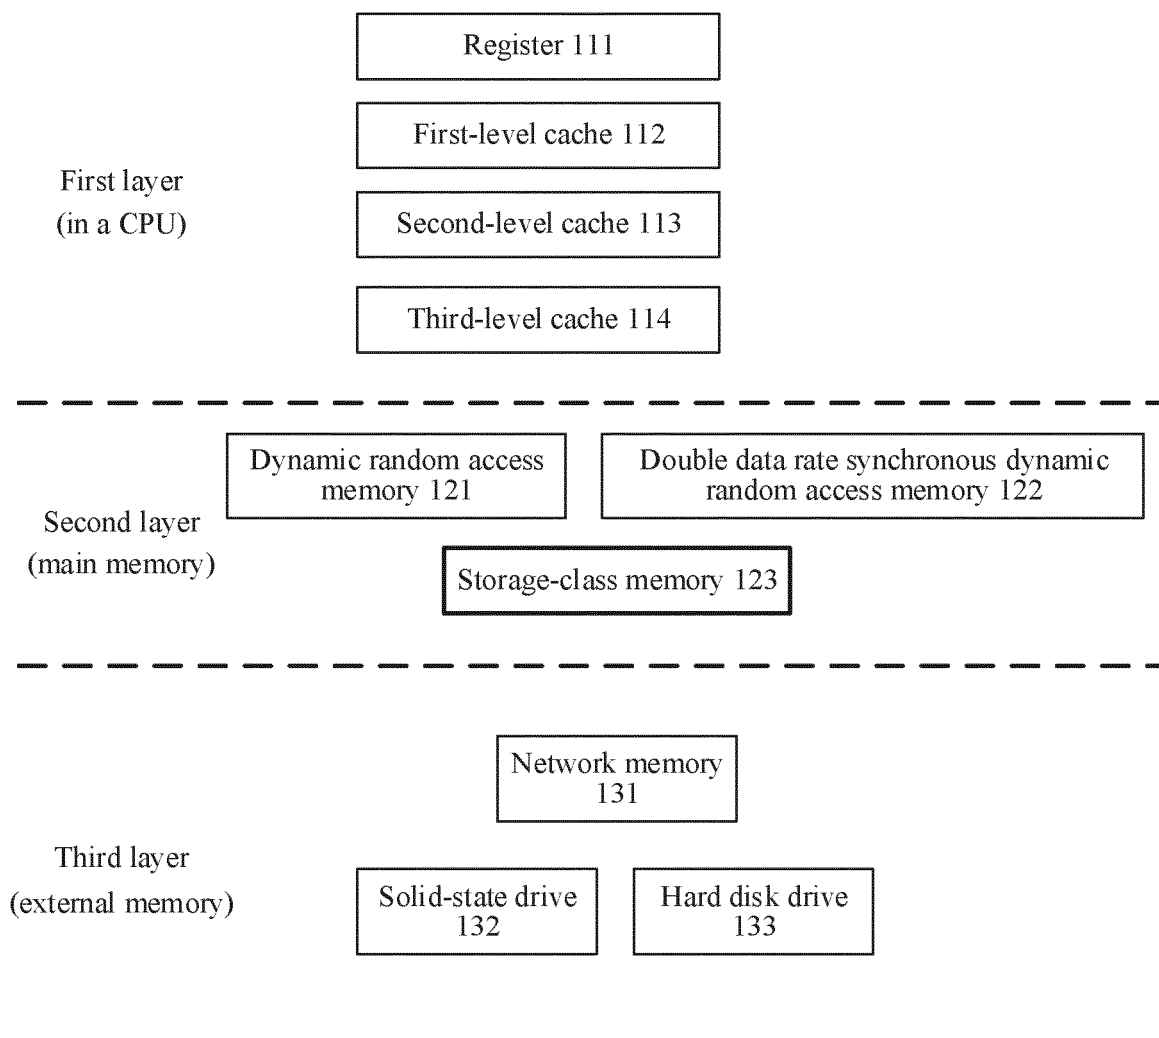 Register 111
First-level cache 112
First layer
(in a CPU)
Second-level cache 113
Third-level cache 114
Dynamic random access
memory 121
Double data rate synchronous dynamic
random access memory 122
Second layer
(main memory)
Storage-class memory 123
Network memory
131
Third layer
(external memory)
Solid-state drive
132
Hard disk drive
133